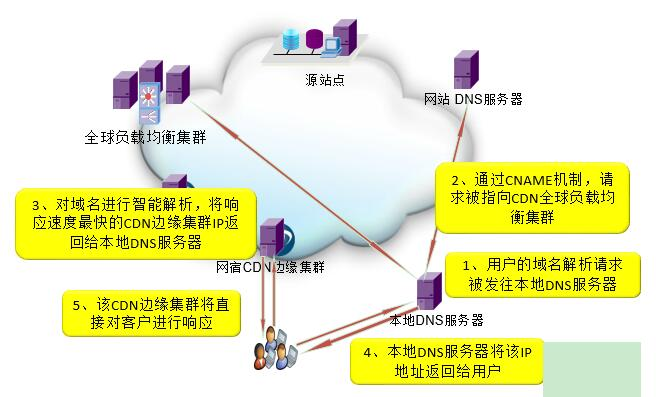 源站点
网站 DNS服务器
全球负载均衡集群
2、通过CNAME机制，请
求被指向CDN全球负载均
衡集群
3、对域名进行智能解析，将响
应速度最快的CDN边缘集群IP返
回给本地DNS服务器
网宿CDN边缘集群
1、用户的域名解析请求
被发往本地DNS服务器
5、该CDN边缘集群将直
接对客户进行响应
本地DNS服务器
4、本地DNS服务器将该IP
地址返回给用户